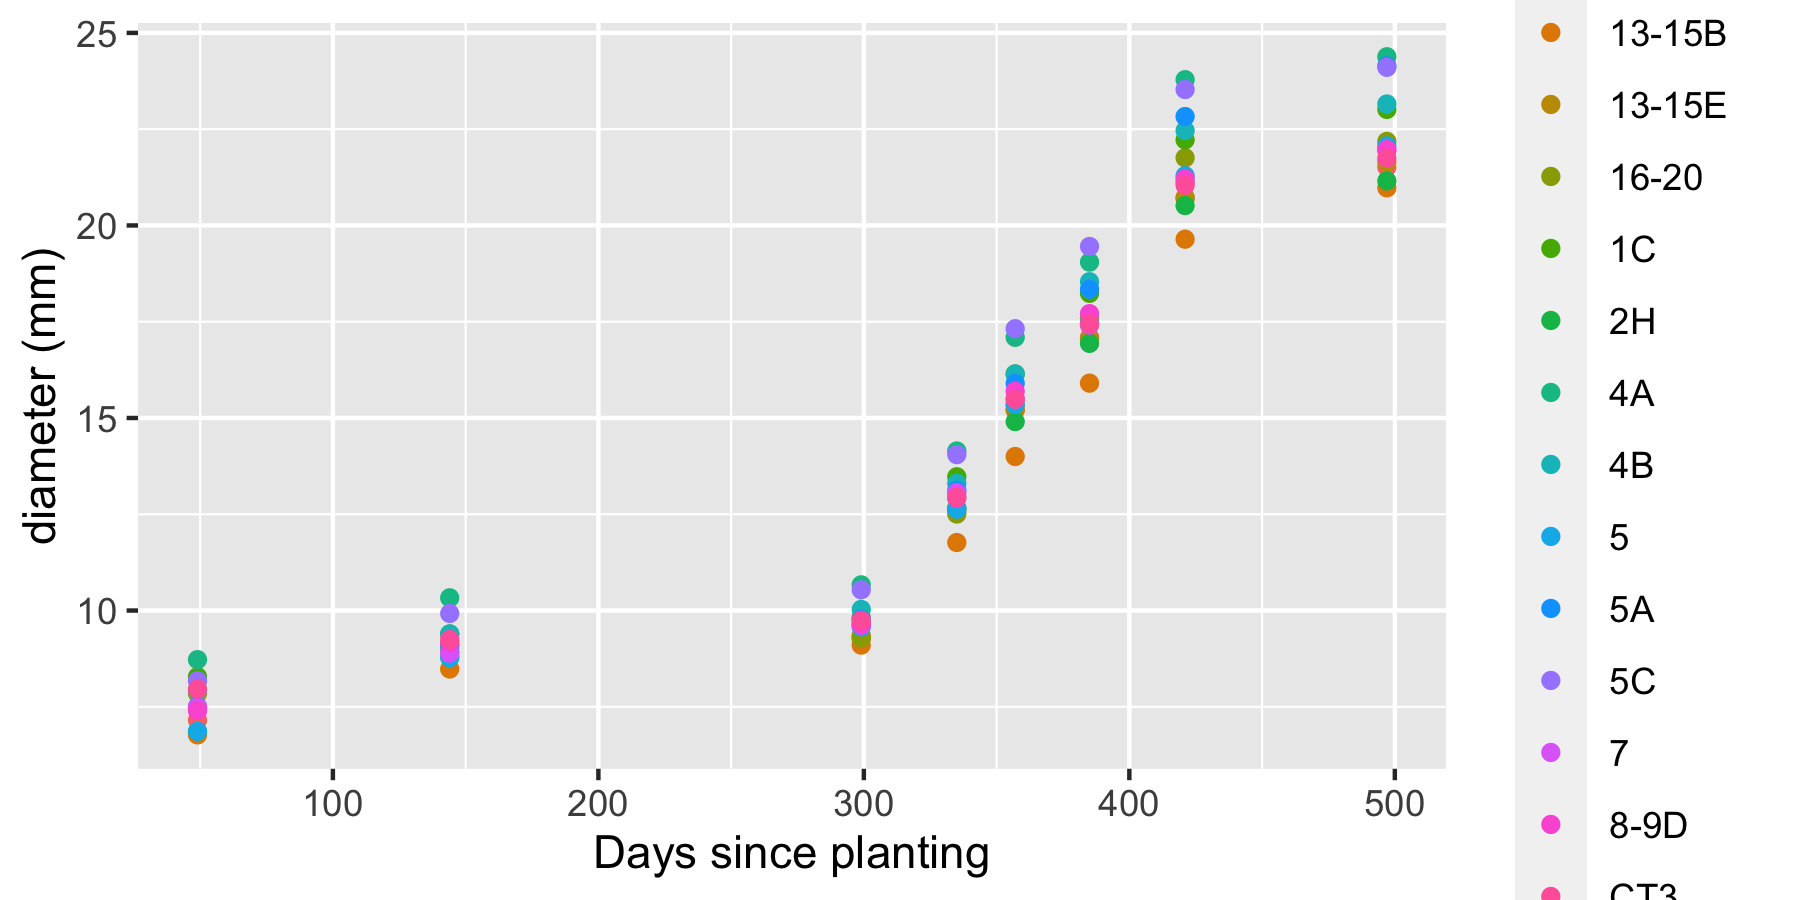 25
20
15
10
diameter (mm)
100 200 300 400 500
Days since planting
13-15B
13-15E
16-20
1C
2H
4A
4B
5
5A
5C
7
8-9D
CT3